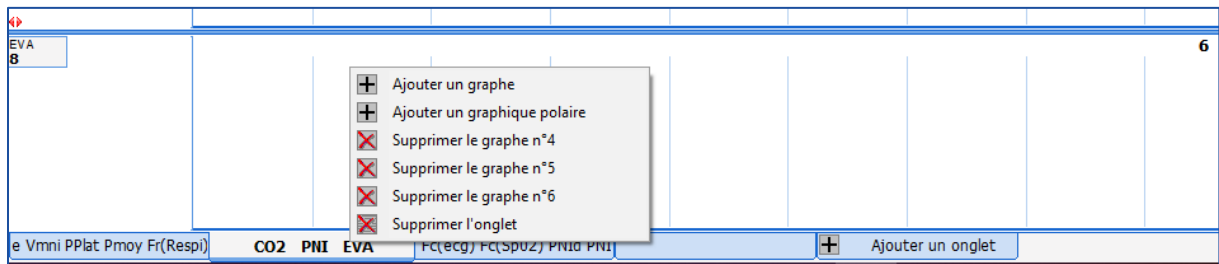 EVA
8
6
Ajouter un graphe
Ajouter un graphique polaire
Supprimer le graphe n°4
Supprimer le graphe n°5
Supprimer le graphe n°6
Supprimer l'onglet
e Vmni PPlat Pmoy Fr(Respi) CO2 PNI EVA Fc(ecg) Fc(SpO2) PNId PNI Ajouter un onglet